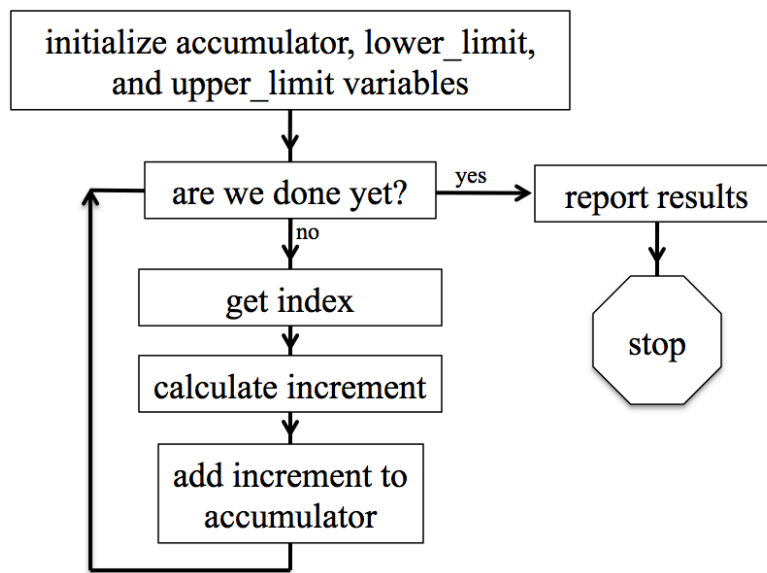 initialize accumulator, lower_limit,
and upper_limit variables
are we done yet?
yes
report results
no
get index
stop
calculate increment
add increment to
accumulator